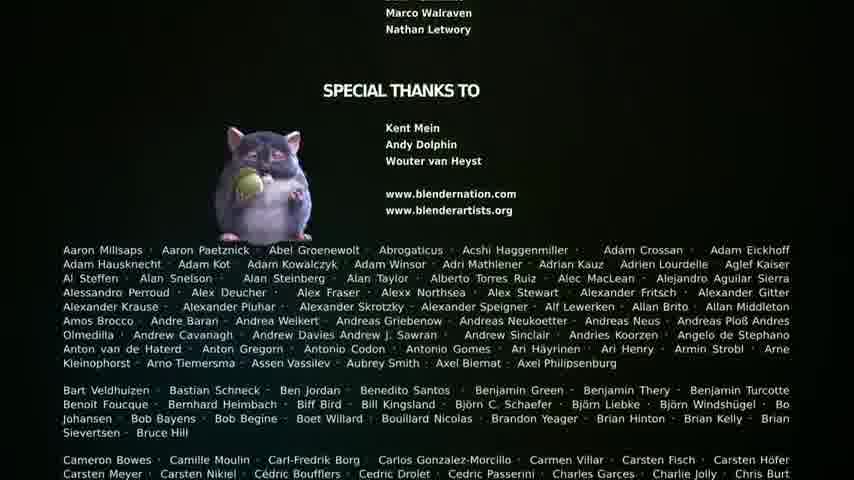 Marco Walraven
Nathan Letwory
SPECIAL THANKS TO
Kent Mein
Andy Dolphin
Wouter van Heyst
www.blendernation.com
www.blenderartists.org
Aaron Millsaps · Aaron Paetznick · Abel Groenewolt · Abrogaticus · Acshi Haggenmiller · Adam Crossan · Adam Eickhoff
Adam Hausknecht · Adam Kot · Adam Kowalczyk · Adam Winsor · Adri Mathlener · Adrian Kauz · Adrien Lourdelle · Aglef Kaiser
Al Steffen · Alan Snelson · Alan Steinberg · Alan Taylor · Alberto Torres Ruiz · Alec MacLean · Alejandro Aguilar Sierra
Alessandro Perroud · Alex Deucher · Alex Fraser · Alexx Northsea · Alex Stewart · Alexander Fritsch · Alexander Gitter
Alexander Krause · Alexander Pluhar · Alexander Skrotzky · Alexander Speigner · Alf Lewerken · Allan Brito · Allan Middleton
Amos Brocco · Andre Baran · Andrea Weikert · Andreas Griebenow · Andreas Neukoetter · Andreas Neus · Andreas Ploß Andres
Olmedilla · Andrew Cavanagh · Andrew Davies Andrew J. Sawran · Andrew Sinclair · Andries Koorzen · Angelo de Stephano
Anton van de Haterd · Anton Gregorn · Antonio Codon · Antonio Gomes · Ari Häyrinen · Ari Henry · Armin Strobl · Arne
Kleinophorst · Arno Tiemersma · Assen Vassilev · Aubrey Smith · Axel Biemat · Axel Philipsenburg
Bart Veldhuizen · Bastian Schneck · Ben Jordan · Benedito Santos · Benjamin Green · Benjamin Thery · Benjamin Turcotte
Benoit Foucque · Bernhard Heimbach · Biff Bird · Bill Kingsland · Björn C. Schaefer · Björn Liebke · Björn Windshügel · Bo
Johansen · Bob Bayens · Bob Begine · Boet Willard · Bouillard Nicolas · Brandon Yeager · Brian Hinton · Brian Kelly · Brian
Sievertsen · Bruce Hill
Cameron Bowes · Camille Moulin · Carl-Fredrik Borg · Carlos Gonzalez-Morcillo · Carmen Villar · Carsten Fisch · Carsten Höfer
Carsten Meyer · Carsten Nikiel · Cédric Boufflers · Cedric Drolet · Cedric Passerini · Charles Garçes · Charlie Jolly · Chris Burt